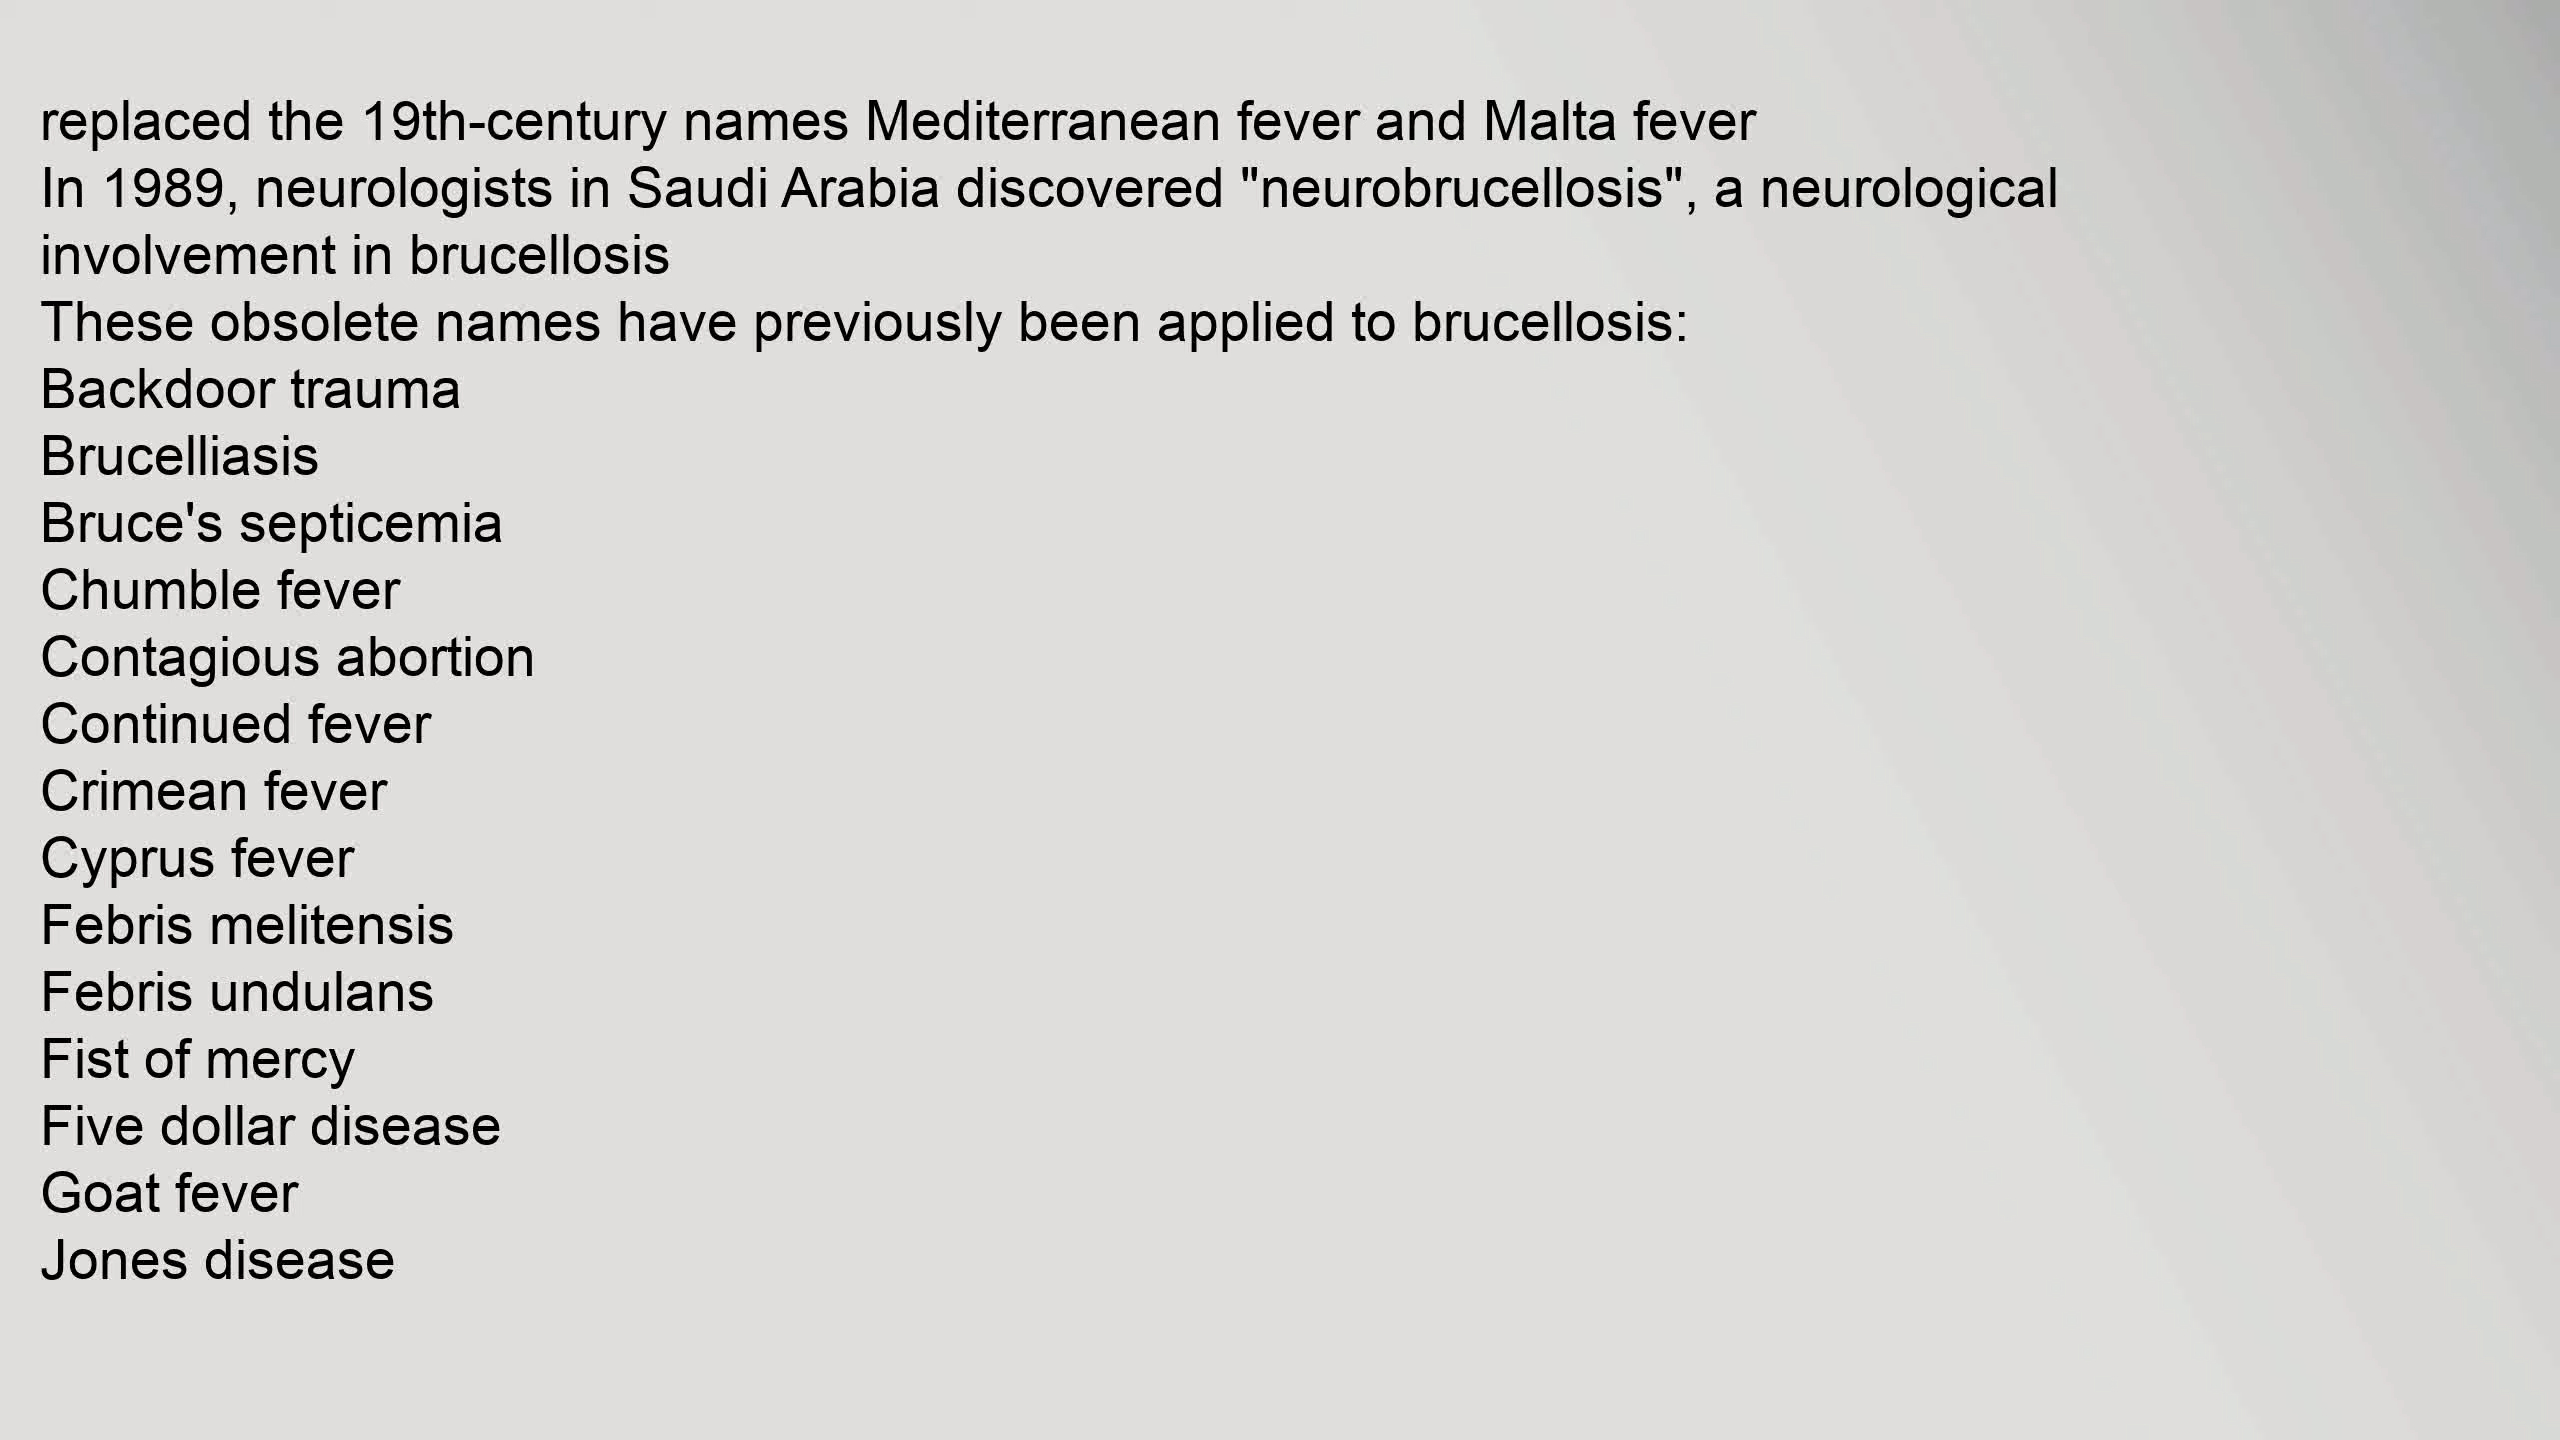 replaced the 19th-century names Mediterranean fever and Malta fever
In 1989, neurologists in Saudi Arabia discovered "neurobrucellosis", a neurological
involvement in brucellosis
These obsolete names have previously been applied to brucellosis:
Backdoor trauma
Brucelliasis
Bruce's septicemia
Chumble fever
Contagious abortion
Continued fever
Crimean fever
Cyprus fever
Febris melitensis
Febris undulans
Fist of mercy
Five dollar disease
Goat fever
Jones disease